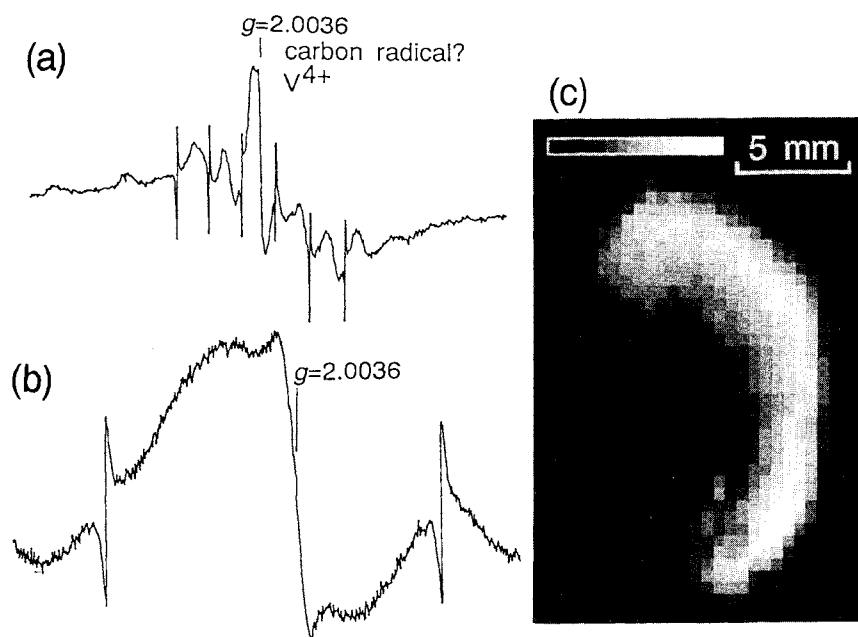 (a)
g=2.0036
carbon radical?
V4+
(b)
g=2.0036
(c)
5 mm